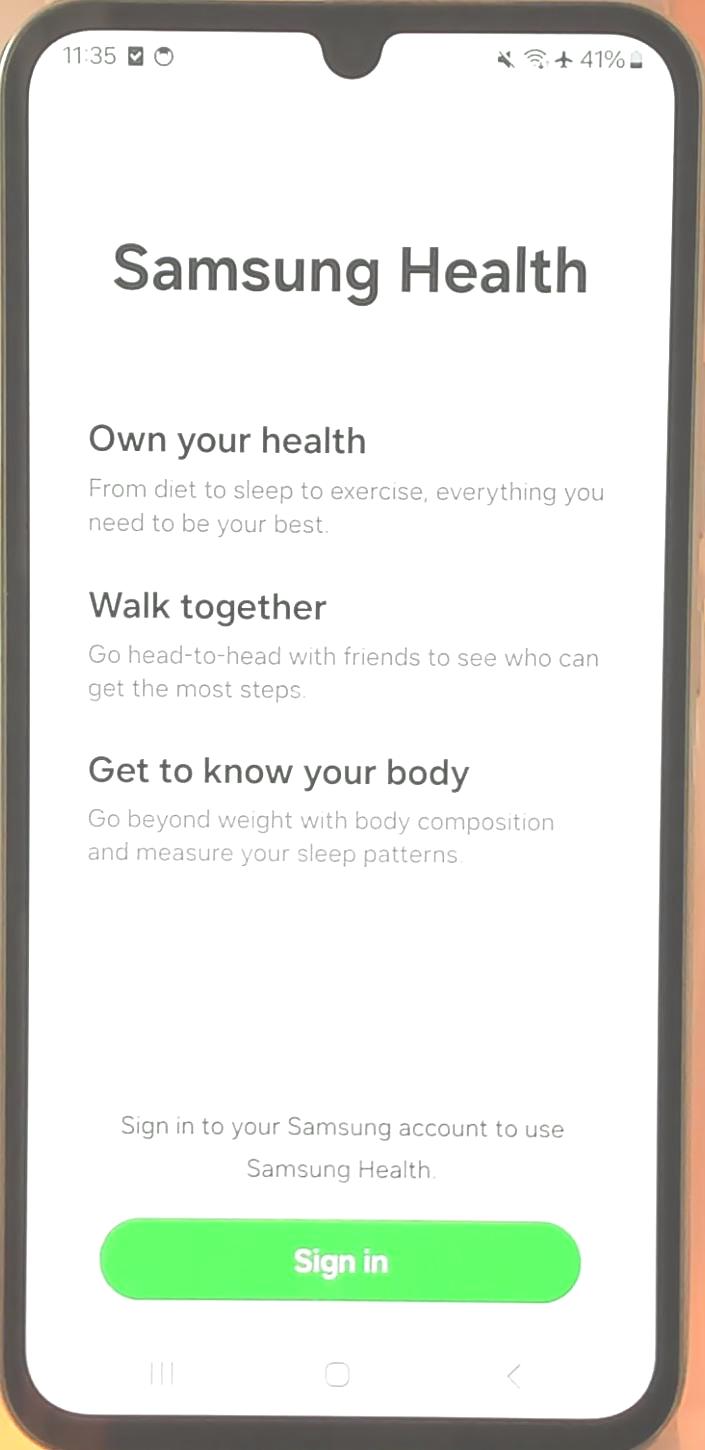 11:35 41%
Samsung Health
Own your health
From diet to sleep to exercise, everything you
need to be your best.
Walk together
Go head-to-head with friends to see who can
get the most steps.
Get to know your body
Go beyond weight with body composition
and measure your sleep patterns.
Sign in to your Samsung account to use
Samsung Health.
Sign in